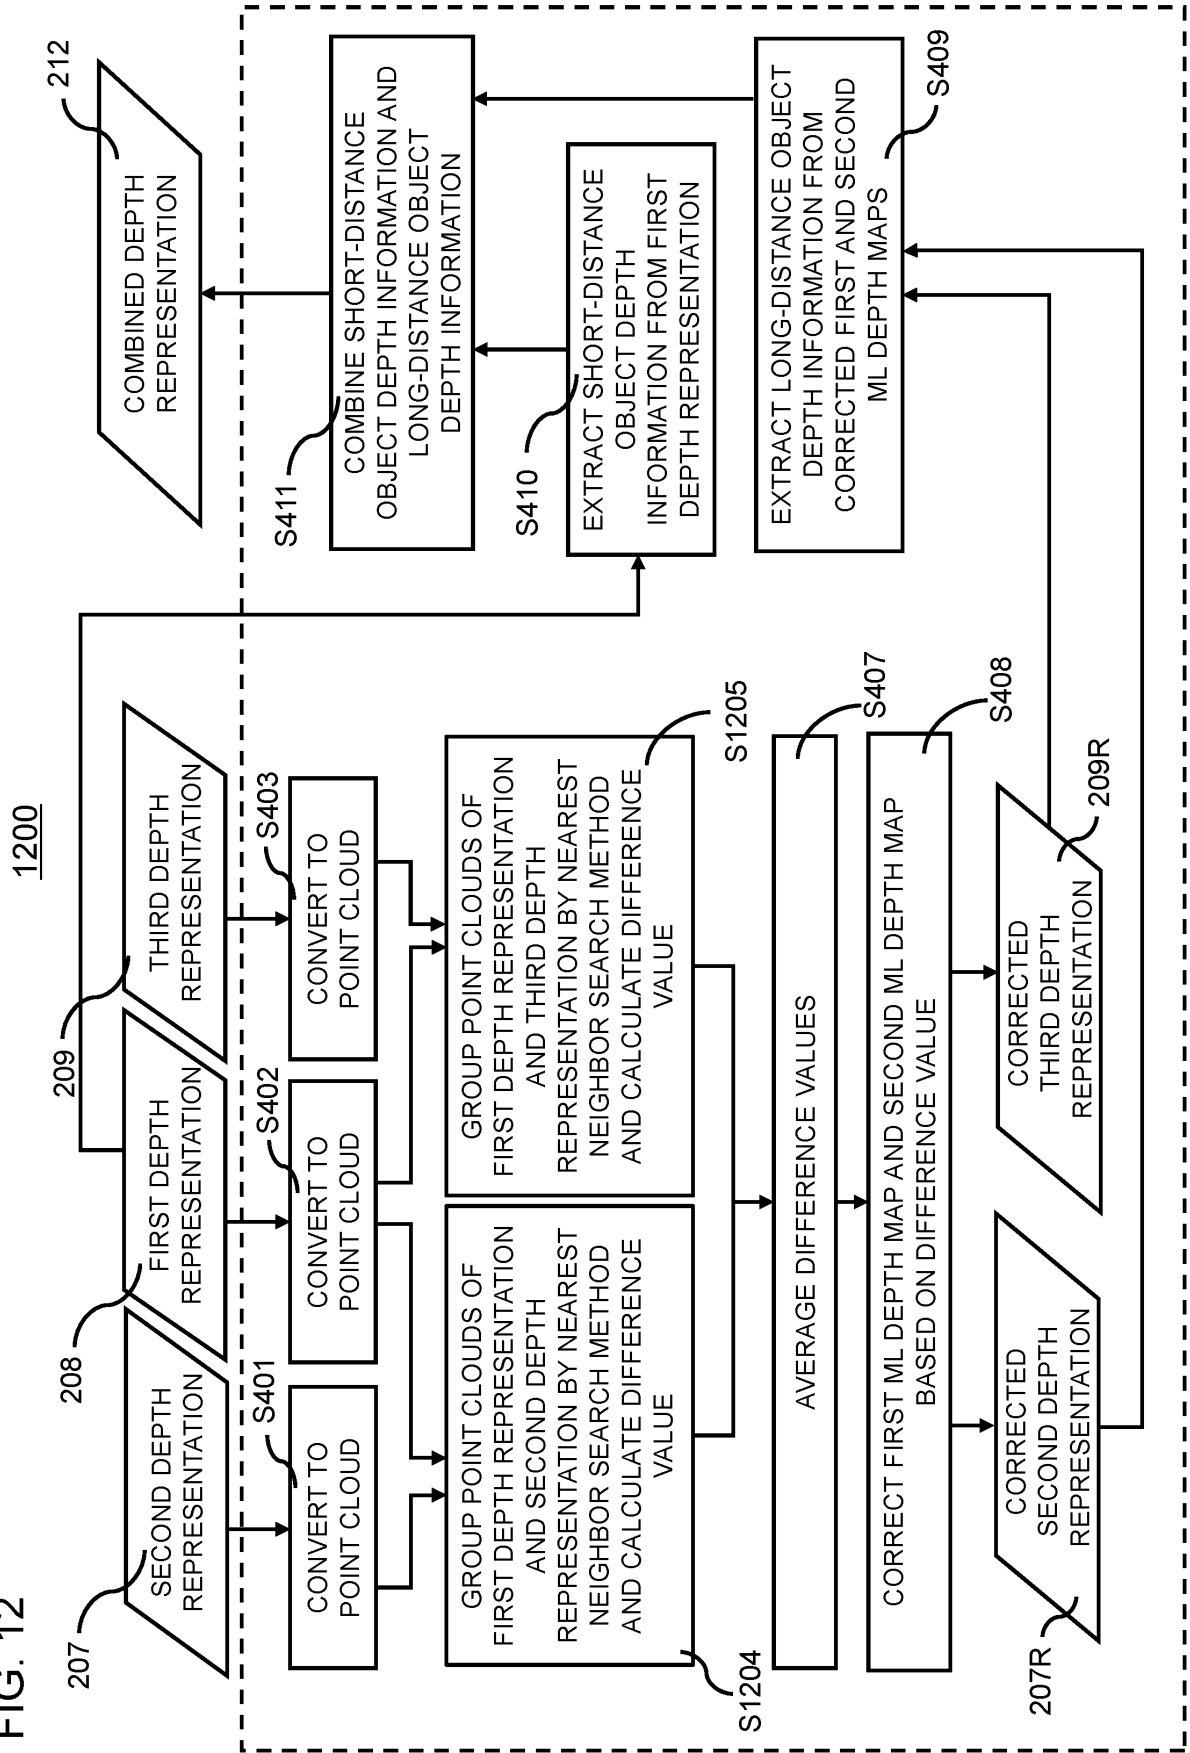 FIG. 12
1200
207
SECOND DEPTH
REPRESENTATION
208
FIRST DEPTH
REPRESENTATION
209
THIRD DEPTH
REPRESENTATION
212
COMBINED DEPTH
REPRESENTATION
S401
CONVERT TO
POINT CLOUD
S402
CONVERT TO
POINT CLOUD
S403
CONVERT TO
POINT CLOUD
S411
COMBINE SHORT-DISTANCE
OBJECT DEPTH INFORMATION AND
LONG-DISTANCE OBJECT
DEPTH INFORMATION
GROUP POINT CLOUDS OF
FIRST DEPTH REPRESENTATION
AND SECOND DEPTH
REPRESENTATION BY NEAREST
NEIGHBOR SEARCH METHOD
AND CALCULATE DIFFERENCE
VALUE
S1204
GROUP POINT CLOUDS OF
FIRST DEPTH REPRESENTATION
AND THIRD DEPTH
REPRESENTATION BY NEAREST
NEIGHBOR SEARCH METHOD
AND CALCULATE DIFFERENCE
VALUE
S1205
S410
EXTRACT SHORT-DISTANCE
OBJECT DEPTH
INFORMATION FROM FIRST
DEPTH REPRESENTATION
AVERAGE DIFFERENCE VALUES
S407
EXTRACT LONG-DISTANCE OBJECT
DEPTH INFORMATION FROM
CORRECTED FIRST AND SECOND
ML DEPTH MAPS
S409
CORRECT FIRST ML DEPTH MAP AND SECOND ML DEPTH MAP
BASED ON DIFFERENCE VALUE
S408
207R
CORRECTED
SECOND DEPTH
REPRESENTATION
CORRECTED
THIRD DEPTH
REPRESENTATION
209R